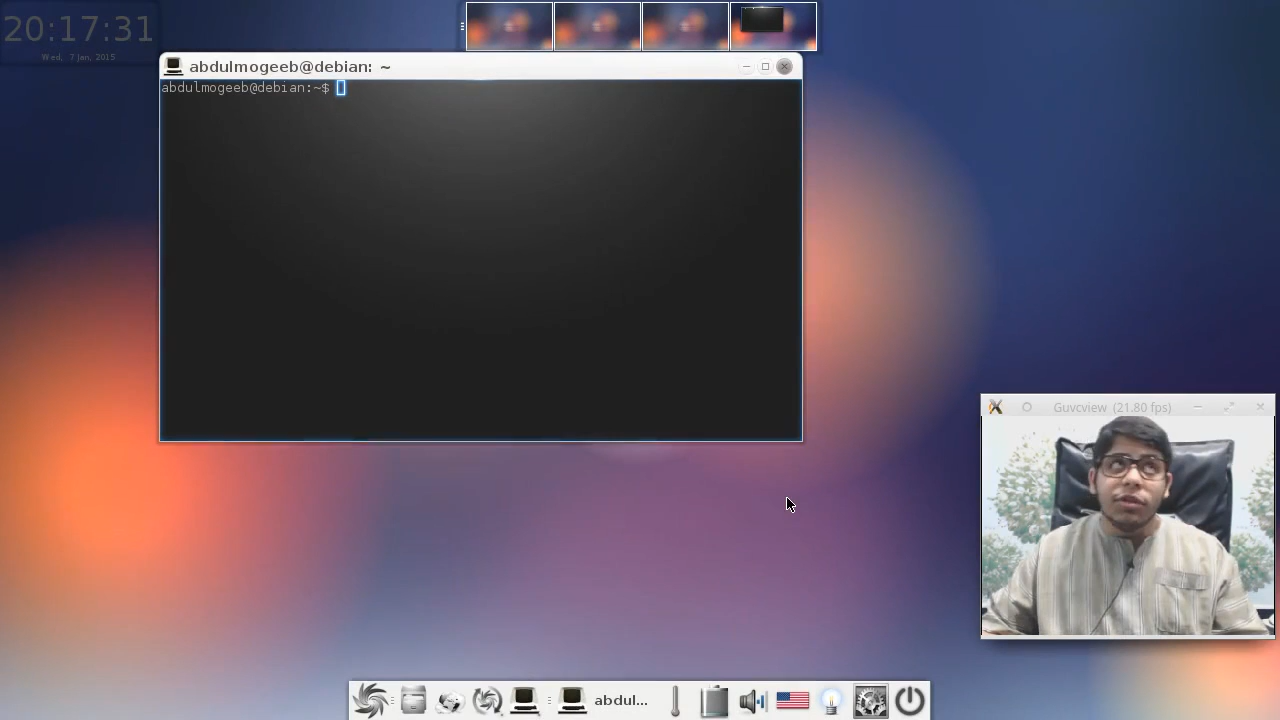 20:17:31
Wed, 7 Jan, 2015
abdulmogeeb@debian: ~
abdulmogeeb@debian:~$
Guvcview (21.80 fps)
abdul...